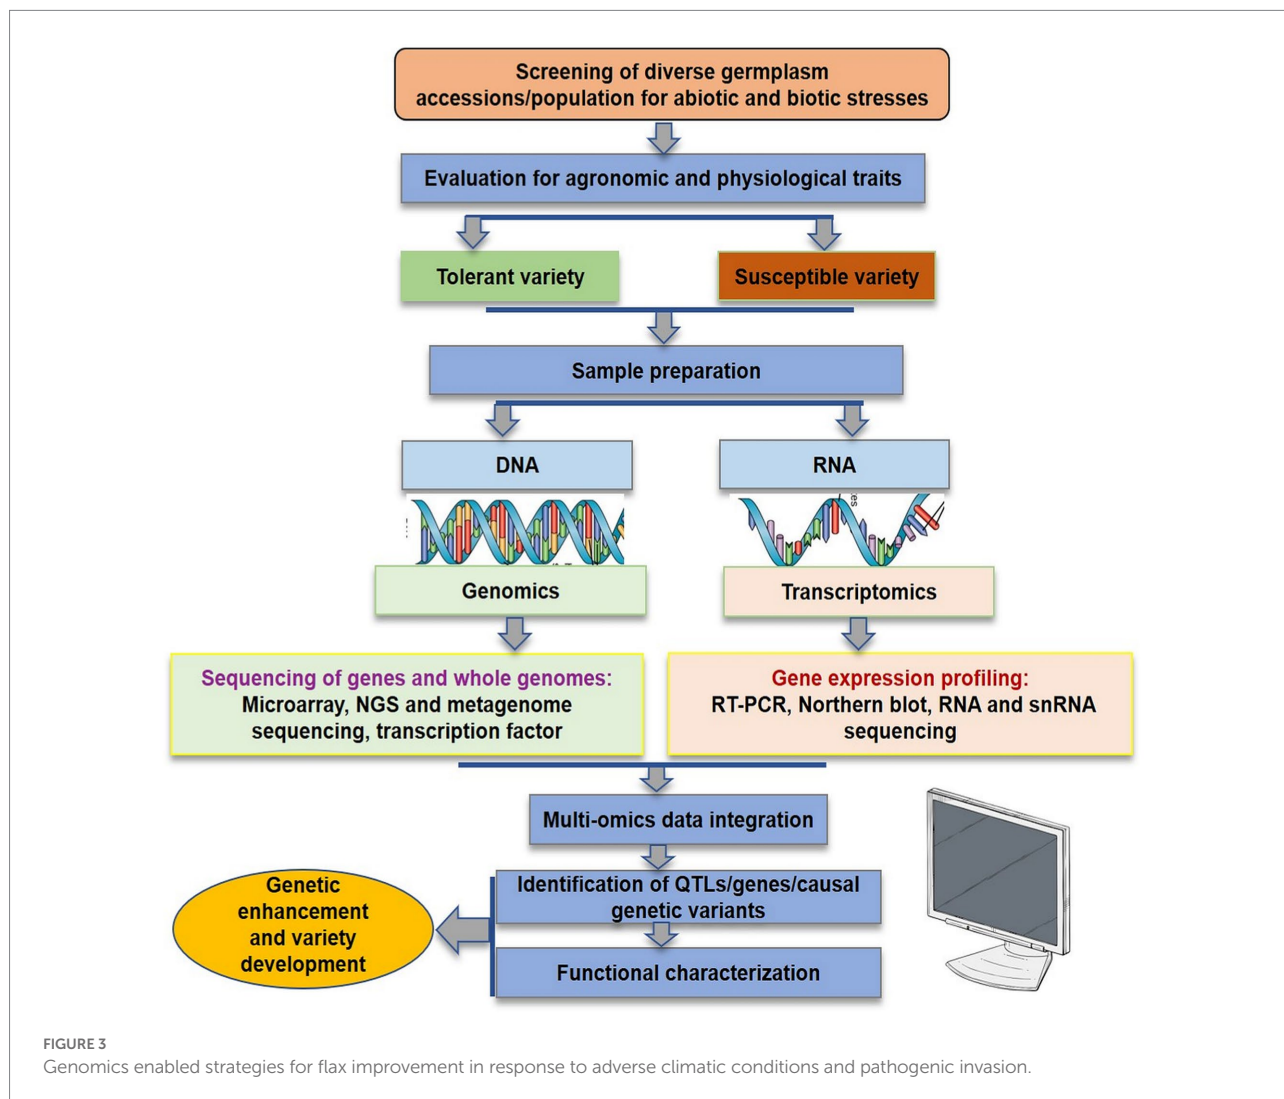 Screening of diverse germplasm
accessions/population for abiotic and biotic stresses
Evaluation for agronomic and physiological traits
Tolerant variety
Susceptible variety
Sample preparation
DNA
RNA
Genomics
Transcriptomics
Sequencing of genes and whole genomes:
Microarray, NGS and metagenome
sequencing, transcription factor
Gene expression profiling:
RT-PCR, Northern blot, RNA and snRNA
sequencing
Multi-omics data integration
Identification of QTLs/genes/causal
genetic variants
Functional characterization
Genetic
enhancement
and variety
development
FIGURE 3
Genomics enabled strategies for flax improvement in response to adverse climatic conditions and pathogenic invasion.